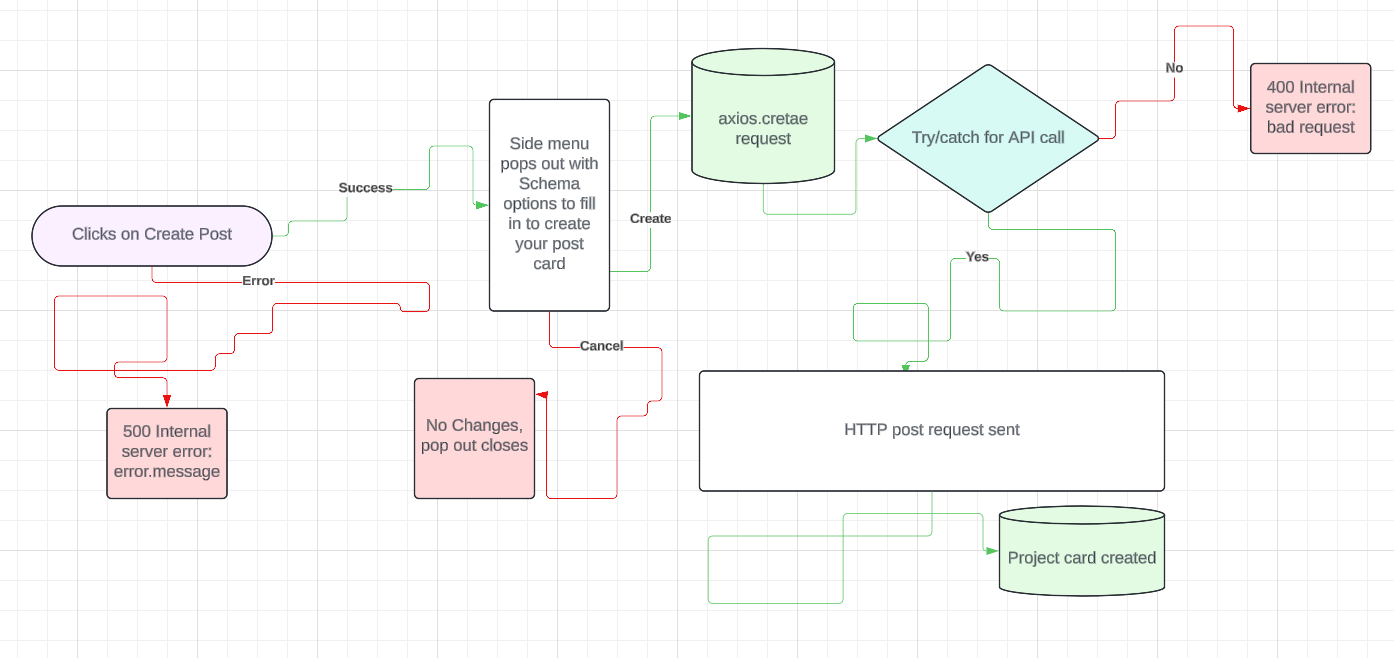 No
400 Internal
server error:
bad request
axios.cretae
request
Try/catch for API call
Side menu
pops out with
Schema
options to fill
in to create
your post
card
Success
Create
Clicks on Create Post
Yes
Error
Cancel
No Changes,
pop out closes
HTTP post request sent
500 Internal
server error:
error.message
Project card created